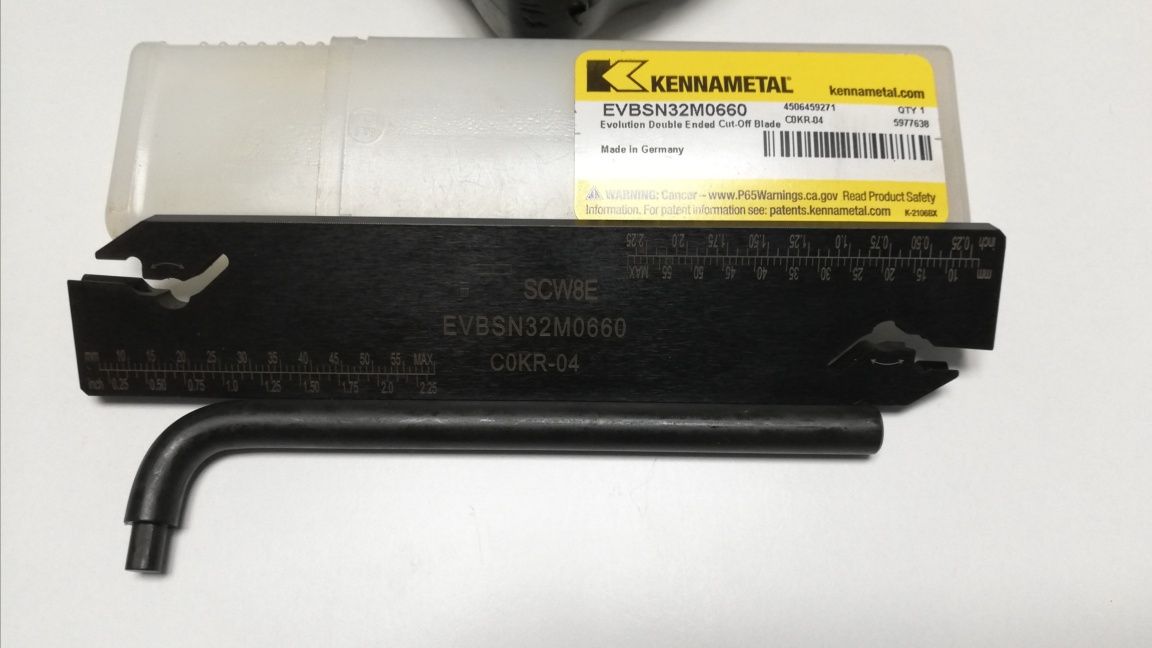 KENNAMETAL®
kennametal.com
EVBSN32M0660 4506459271 QTY 1
Evolution Double Ended Cut-Off Blade C0KR-04 5977638
Made In Germany
WARNING: Cancer - www.P65Warnings.ca.gov Read Product Safety
Information. For patent information see: patents.kennametal.com K-2106BX
inch 0.25 0.50 0.75 1.0 1.25 1.50 1.75 2.0 2.25
mm 10 15 20 25 30 35 40 45 50 55 MAX
SCW8E
EVBSN32M0660
C0KR-04
mm 10 15 20 25 30 35 40 45 50 55 MAX
inch 0.25 0.50 0.75 1.0 1.25 1.50 1.75 2.0 2.25